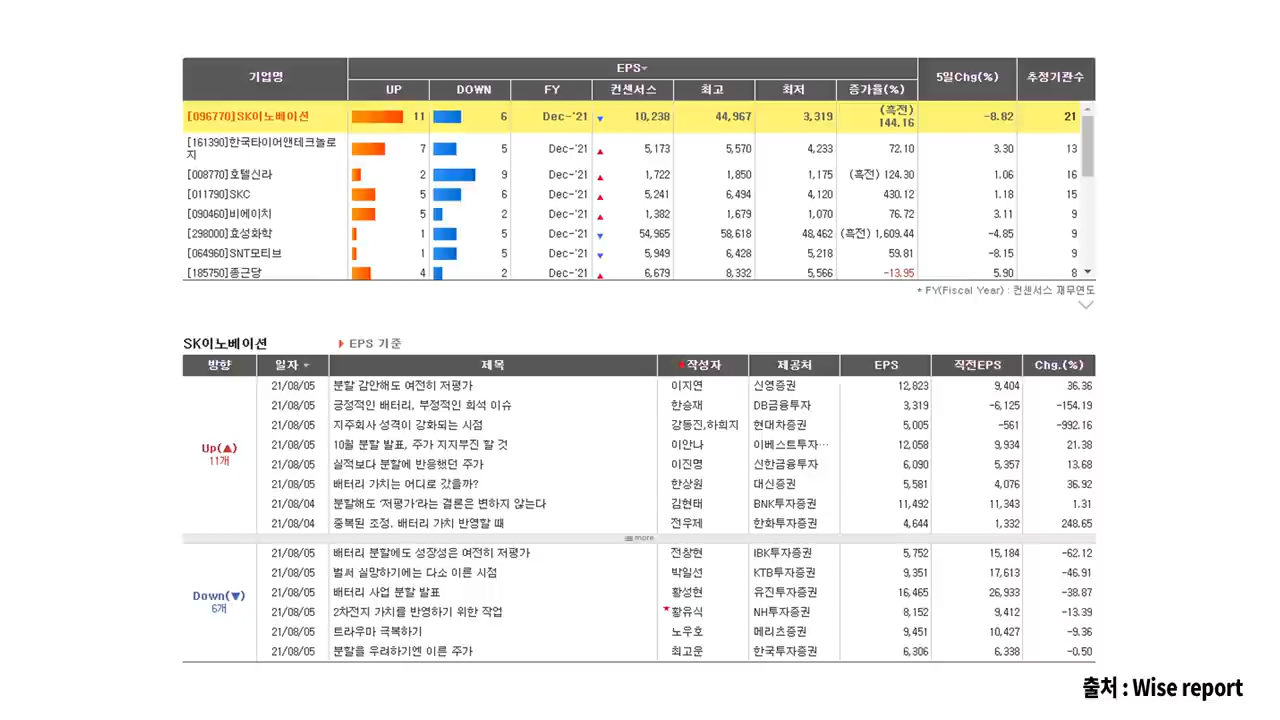 기업명 EPS 5일Chg(%) 추정기관수
UP DOWN FY 컨센서스 최고 최저 증가율(%)
[096770]SK이노베이션 11 6 Dec-'21 ▼ 10,238 44,967 3,319 (흑전) 144.16 -8.82 21
[161390]한국타이어앤테크놀로
지 7 5 Dec-'21 ▲ 5,173 5,570 4,233 72.10 3.30 13
[008770]호텔신라 2 9 Dec-'21 ▲ 1,722 1,850 1,175 (흑전) 124.30 1.06 16
[011790]SKC 5 6 Dec-'21 ▲ 5,241 6,494 4,120 430.12 1.18 15
[090460]비에이치 5 2 Dec-'21 ▲ 1,382 1,679 1,070 76.72 3.11 9
[298000]효성화학 1 5 Dec-'21 ▼ 54,965 58,618 48,462 (흑전) 1,609.44 -4.85 9
[064960]SNT모티브 1 5 Dec-'21 ▼ 5,949 6,428 5,218 59.81 -8.15 9
[185750]종근당 4 2 Dec-'21 ▲ 6,679 8,332 5,566 -13.95 5.90 8
* FY(Fiscal Year) : 컨센서스 재무연도
SK이노베이션 EPS 기준
방향 일자 제목 작성자 제공처 EPS 직전EPS Chg.(%)
Up(▲)
11개
21/08/05 분할 감안해도 여전히 저평가 이지연 신영증권 12,823 9,404 36.36
21/08/05 긍정적인 배터리, 부정적인 희석 이슈 한승재 DB금융투자 3,319 -6,125 -154.19
21/08/05 지주회사 성격이 강화되는 시점 강동진,하희지 현대차증권 5,005 -561 -992.16
21/08/05 10월 분할 발표, 주가 지지부진 할 것 이안나 이베스트투자… 12,058 9,934 21.38
21/08/05 실적보다 분할에 반응했던 주가 이진명 신한금융투자 6,090 5,357 13.68
21/08/05 배터리 가치는 어디로 갔을까? 한상원 대신증권 5,581 4,076 36.92
21/08/04 분할해도 '저평가'라는 결론은 변하지 않는다 김현태 BNK투자증권 11,492 11,343 1.31
21/08/04 중복된 조정, 배터리 가치 반영할 때 전우제 한화투자증권 4,644 1,332 248.65
more
Down(▼)
6개
21/08/05 배터리 분할에도 성장성은 여전히 저평가 전창현 IBK투자증권 5,752 15,184 -62.12
21/08/05 벌써 실망하기에는 다소 이른 시점 박일선 KTB투자증권 9,351 17,613 -46.91
21/08/05 배터리 사업 분할 발표 황성현 유진투자증권 16,465 26,933 -38.87
21/08/05 2차전지 가치를 반영하기 위한 작업 황유식 NH투자증권 8,152 9,412 -13.39
21/08/05 트라우마 극복하기 노우호 메리츠증권 9,451 10,427 -9.36
21/08/05 분할을 우려하기엔 이른 주가 최고운 한국투자증권 6,306 6,338 -0.50
출처 : Wise report